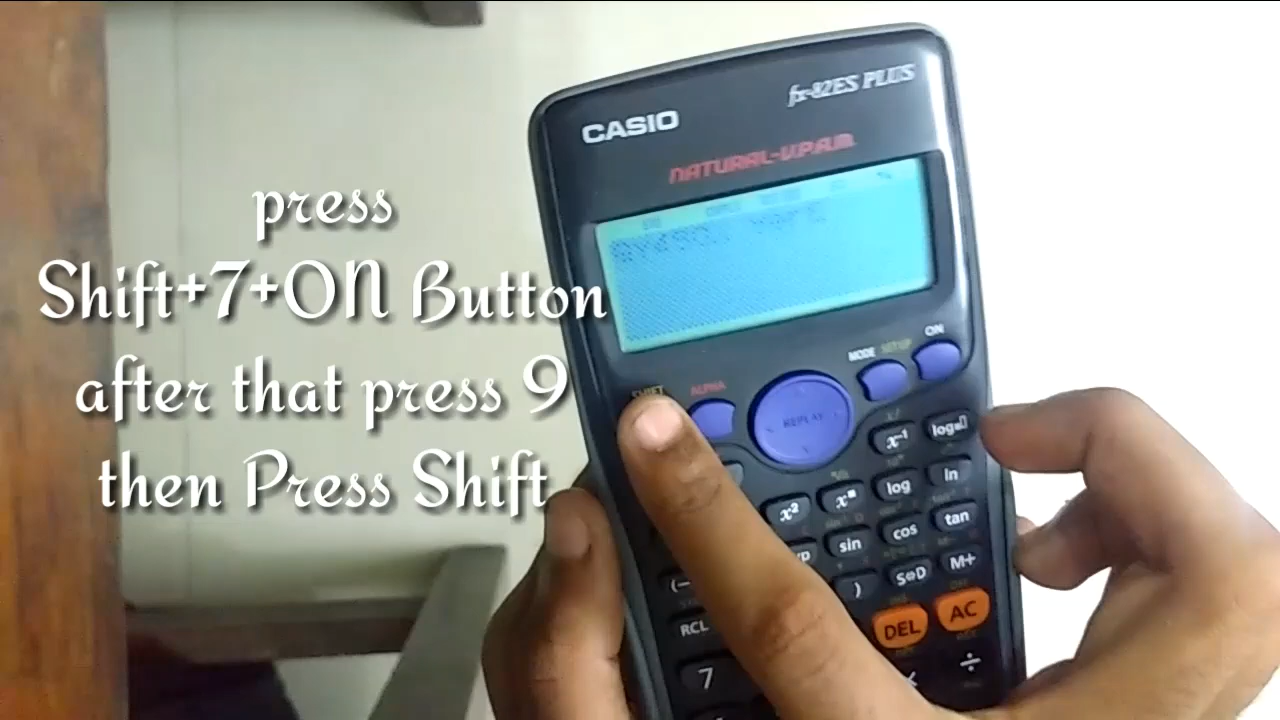 press
Shift+7+ON Button
after that press 9
then Press Shift
CASIO
fx-82ES PLUS
NATURAL-V.P.A.M.
SHIFT
ALPHA
REPLAY
MODE SETUP
ON
x!
x⁻¹
log
x²
x■
log
ln
sin
cos
tan
)
S⇔D
M+
(−
RCL
DEL
AC
7
÷